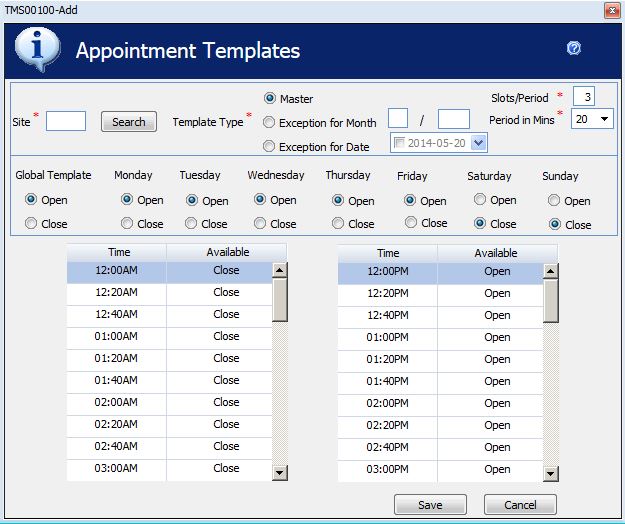 TMS00100-Add
Appointment Templates
Master
Slots/Period * 3
Site * Search Template Type * Exception for Month / Period in Mins * 20
Exception for Date 2014-05-20
Global Template Monday Tuesday Wednesday Thursday Friday Saturday Sunday
Open Open Open Open Open Open Open Open
Close Close Close Close Close Close Close Close
Time Available Time Available
12:00AM Close 12:00PM Open
12:20AM Close 12:20PM Open
12:40AM Close 12:40PM Open
01:00AM Close 01:00PM Open
01:20AM Close 01:20PM Open
01:40AM Close 01:40PM Open
02:00AM Close 02:00PM Open
02:20AM Close 02:20PM Open
02:40AM Close 02:40PM Open
03:00AM Close 03:00PM Open
Save Cancel